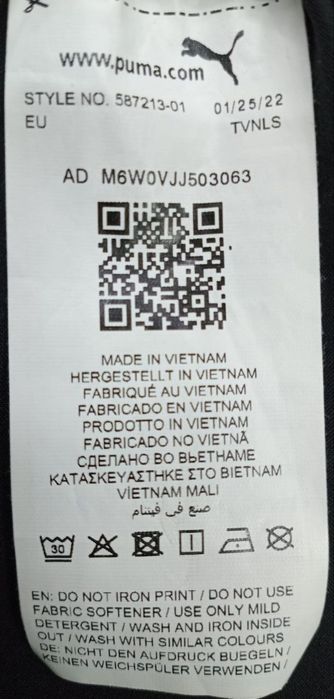 www.puma.com
STYLE NO. 587213-01 01/25/22
EU TVNLS
AD M6W0VJJ503063
MADE IN VIETNAM
HERGESTELLT IN VIETNAM
FABRIQUÉ AU VIETNAM
FABRICADO EN VIETNAM
PRODOTTO IN VIETNAM
FABRICADO NO VIETNÃ
СДЕЛАНО ВО ВЬЕТНАМЕ
ΚΑΤΑΣΚΕΥΑΣΤΗΚΕ ΣΤΟ ΒΙΕΤΝΑΜ
VİETNAM MALI
صنع في فيتنام
30
EN: DO NOT IRON PRINT / DO NOT USE
FABRIC SOFTENER / USE ONLY MILD
DETERGENT / WASH AND IRON INSIDE
OUT / WASH WITH SIMILAR COLOURS
DE: NICHT DEN AUFDRUCK BUEGELN /
KEINEN WEICHSPÜLER VERWENDEN /